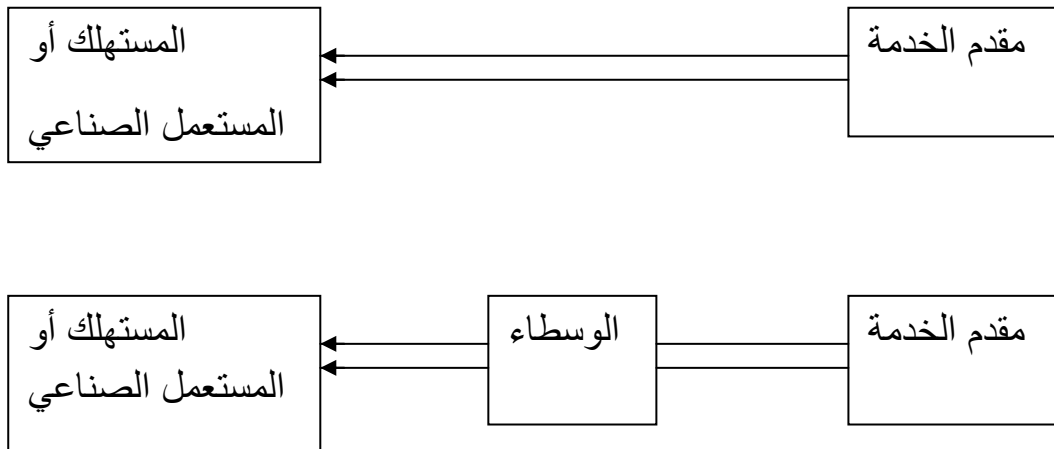 مقدم الخدمة
المستهلك أو
المستعمل الصناعي
مقدم الخدمة
الوسطاء
المستهلك أو
المستعمل الصناعي